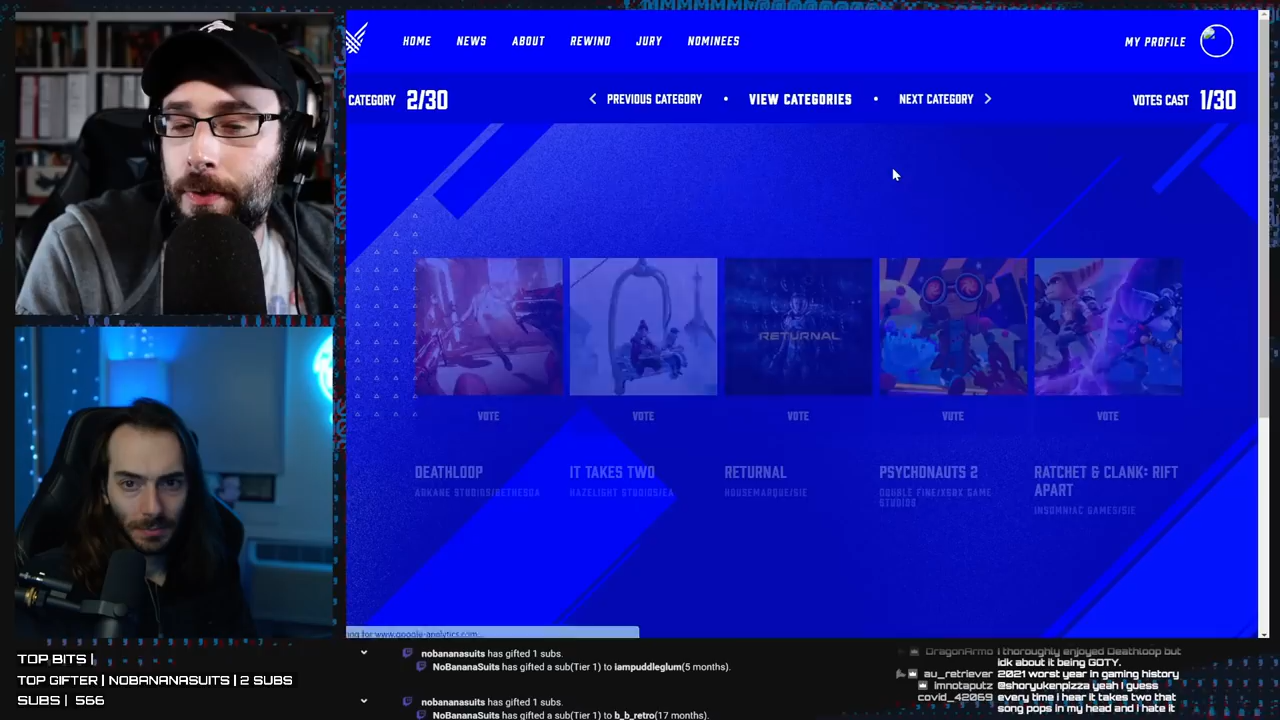 HOME NEWS ABOUT REWIND JURY NOMINEES MY PROFILE
CATEGORY 2/30 PREVIOUS CATEGORY • VIEW CATEGORIES • NEXT CATEGORY VOTES CAST 1/30
RETURNAL
VOTE VOTE VOTE VOTE VOTE
DEATHLOOP
ARKANE STUDIOS/BETHESDA
IT TAKES TWO
HAZELIGHT STUDIOS/EA
RETURNAL
HOUSEMARQUE/SIE
PSYCHONAUTS 2
DOUBLE FINE/XBOX GAME
STUDIOS
RATCHET & CLANK: RIFT
APART
INSOMNIAC GAMES/SIE
ng for www.google-analytics.com...
TOP BITS |
TOP GIFTER | NOBANANASUITS | 2 SUBS
SUBS | 566
nobananasuits has gifted 1 subs.
NoBananaSuits has gifted a sub(Tier 1) to iampuddleglum(5 months).
nobananasuits has gifted 1 subs.
NoBananaSuits has gifted a sub(Tier 1) to b_b_retro(17 months).
DragonArmo I thoroughly enjoyed Deathloop but
idk about it being GOTY.
au_retriever 2021 worst year in gaming history
imnotaputz @shoryukenpizza yeah I guess
covid_42069 every time i hear it takes two that
song pops in my head and i hate it